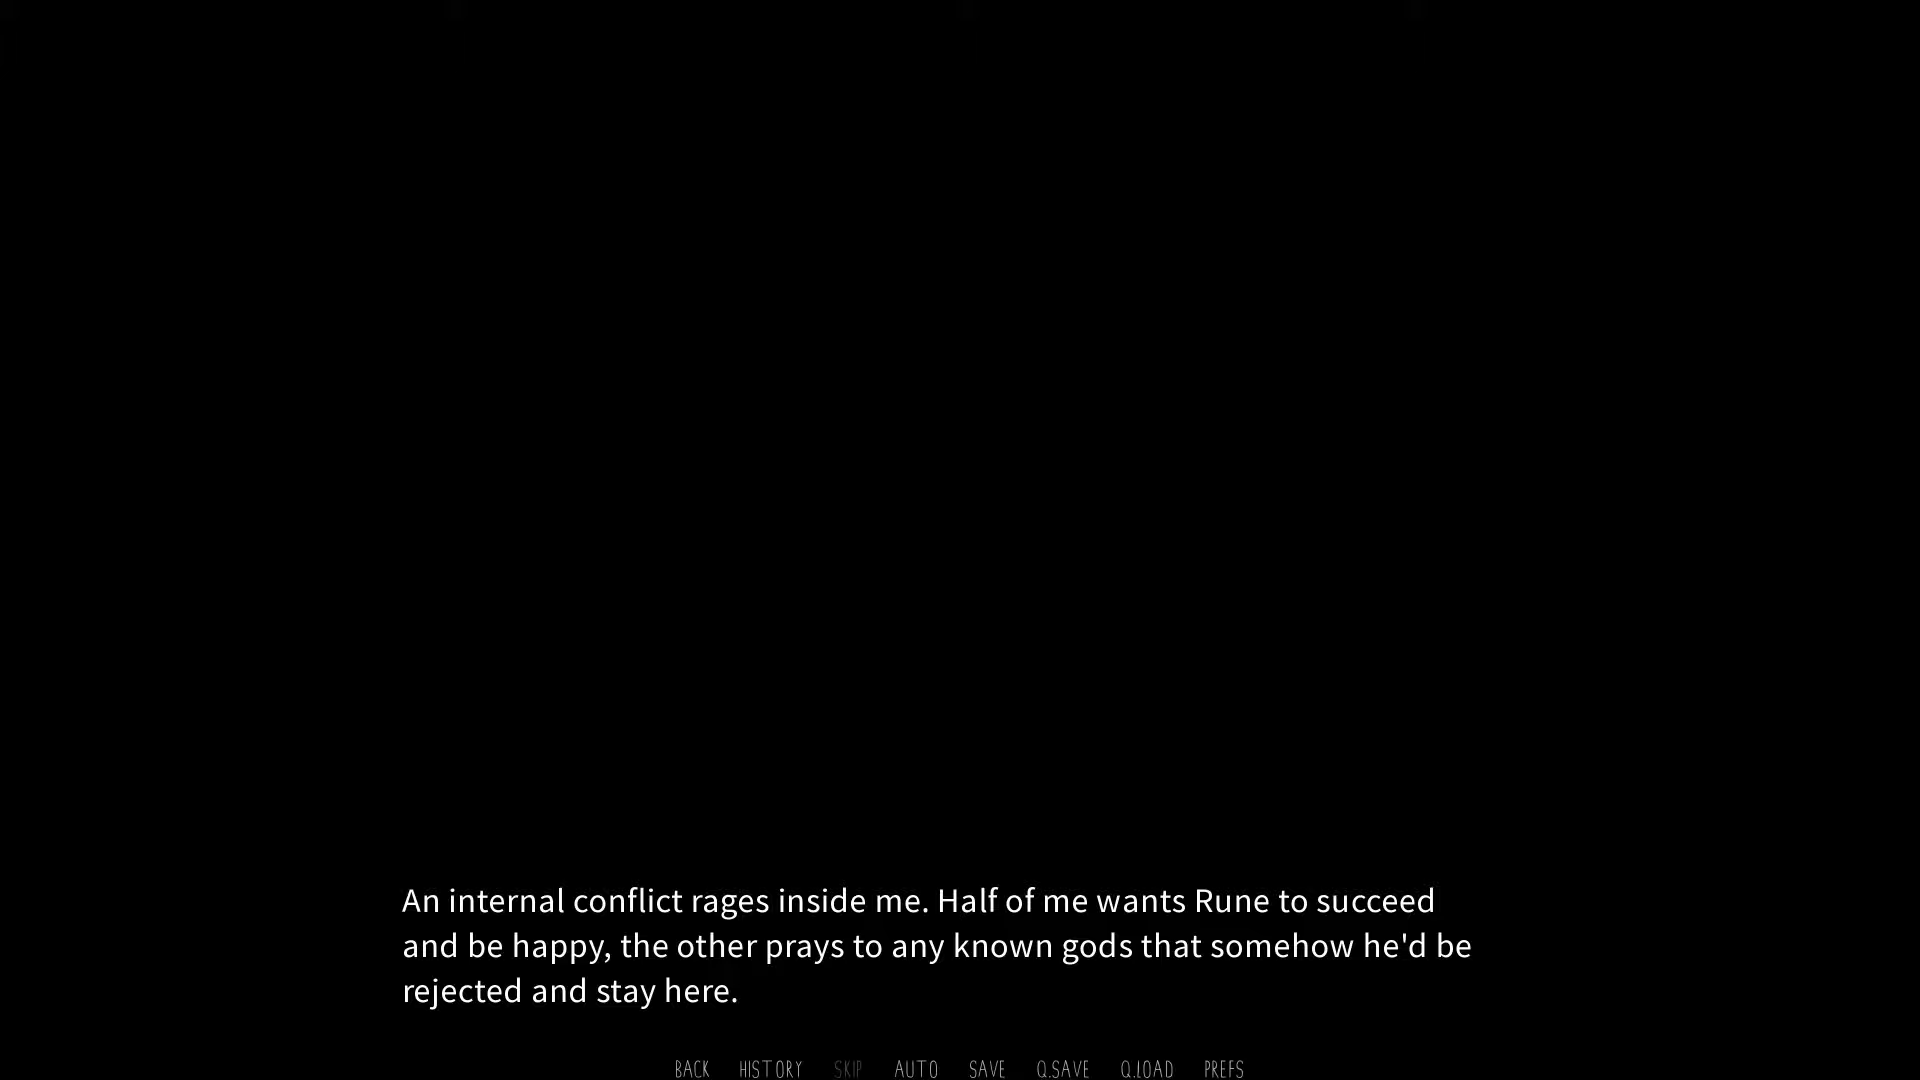 An internal conflict rages inside me. Half of me wants Rune to succeed
and be happy, the other prays to any known gods that somehow he'd be
rejected and stay here.
BACK HISTORY SKIP AUTO SAVE Q.SAVE Q.LOAD PREFS